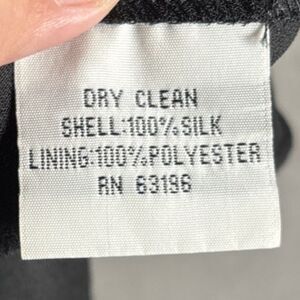 DRY CLEAN
SHELL:100%SILK
LINING:100%POLYESTER
RN 63196